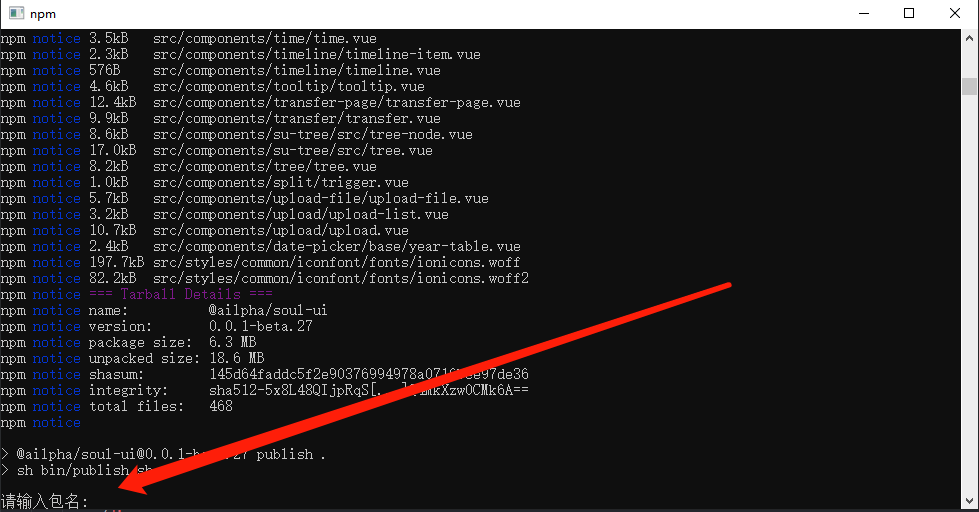 npm
npm notice 3.5kB src/components/time/time.vue
npm notice 2.3kB src/components/timeline/timeline-item.vue
npm notice 576B src/components/timeline/timeline.vue
npm notice 4.6kB src/components/tooltip/tooltip.vue
npm notice 12.4kB src/components/transfer-page/transfer-page.vue
npm notice 9.9kB src/components/transfer/transfer.vue
npm notice 8.6kB src/components/su-tree/src/tree-node.vue
npm notice 17.0kB src/components/su-tree/src/tree.vue
npm notice 8.2kB src/components/tree/tree.vue
npm notice 1.0kB src/components/split/trigger.vue
npm notice 5.7kB src/components/upload-file/upload-file.vue
npm notice 3.2kB src/components/upload/upload-list.vue
npm notice 10.7kB src/components/upload/upload.vue
npm notice 2.4kB src/components/date-picker/base/year-table.vue
npm notice 197.7kB src/styles/common/iconfont/fonts/ionicons.woff
npm notice 82.2kB src/styles/common/iconfont/fonts/ionicons.woff2
npm notice === Tarball Details ===
npm notice name: @ailpha/soul-ui
npm notice version: 0.0.1-beta.27
npm notice package size: 6.3 MB
npm notice unpacked size: 18.6 MB
npm notice shasum:
npm notice integrity:
npm notice total files: 468
npm notice
> @ailpha/soul-ui@0.0.1-beta.27 publish .
> sh bin/publish.sh
请输入包名: